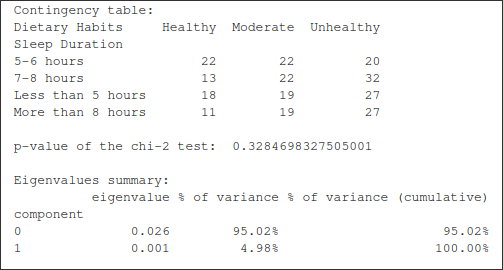 Contingency table:
Dietary Habits Healthy Moderate Unhealthy
Sleep Duration
5-6 hours 22 22 20
7-8 hours 13 22 32
Less than 5 hours 18 19 27
More than 8 hours 11 19 27
p-value of the chi-2 test: 0.3284698327505001
Eigenvalues summary:
eigenvalue % of variance % of variance (cumulative)
component
0 0.026 95.02% 95.02%
1 0.001 4.98% 100.00%